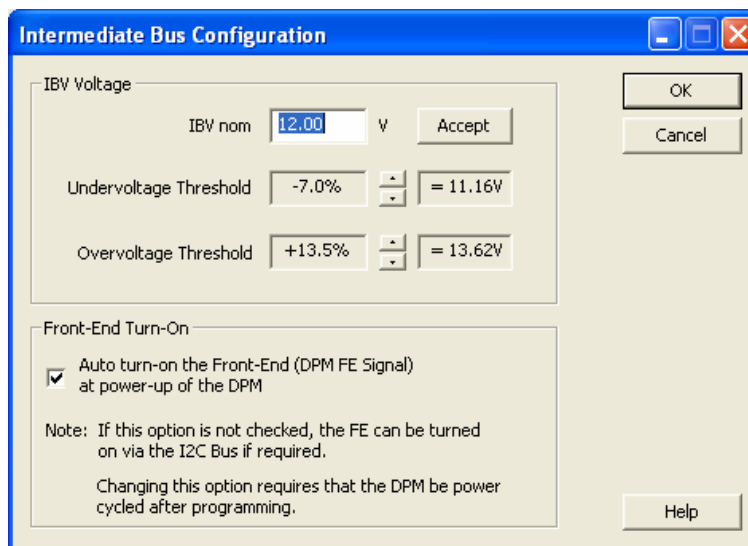 Intermediate Bus Configuration
IBV Voltage
IBV nom 12.00 V Accept
Undervoltage Threshold -7.0% = 11.16V
Overvoltage Threshold +13.5% = 13.62V
Front-End Turn-On
Auto turn-on the Front-End (DPM FE Signal)
at power-up of the DPM
Note: If this option is not checked, the FE can be turned
on via the I2C Bus if required.
Changing this option requires that the DPM be power
cycled after programming.
OK
Cancel
Help